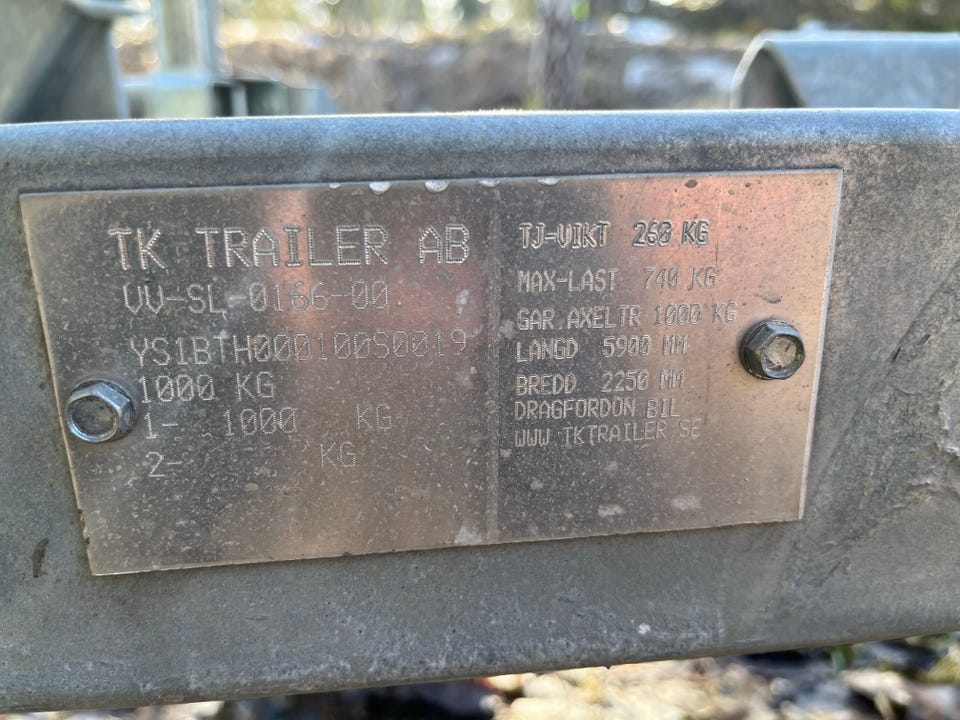 TK TRAILER AB
VV-SL-0166-00
YS1BTH000100S0019
1000 KG
1- 1000 KG
2- KG
TJ-VIKT 260 KG
MAX-LAST 740 KG
GAR.AXELTR 1000 KG
LANGD 5900 MM
BREDD 2250 MM
DRAGFORDON BIL
WWW TKTRAILER SE